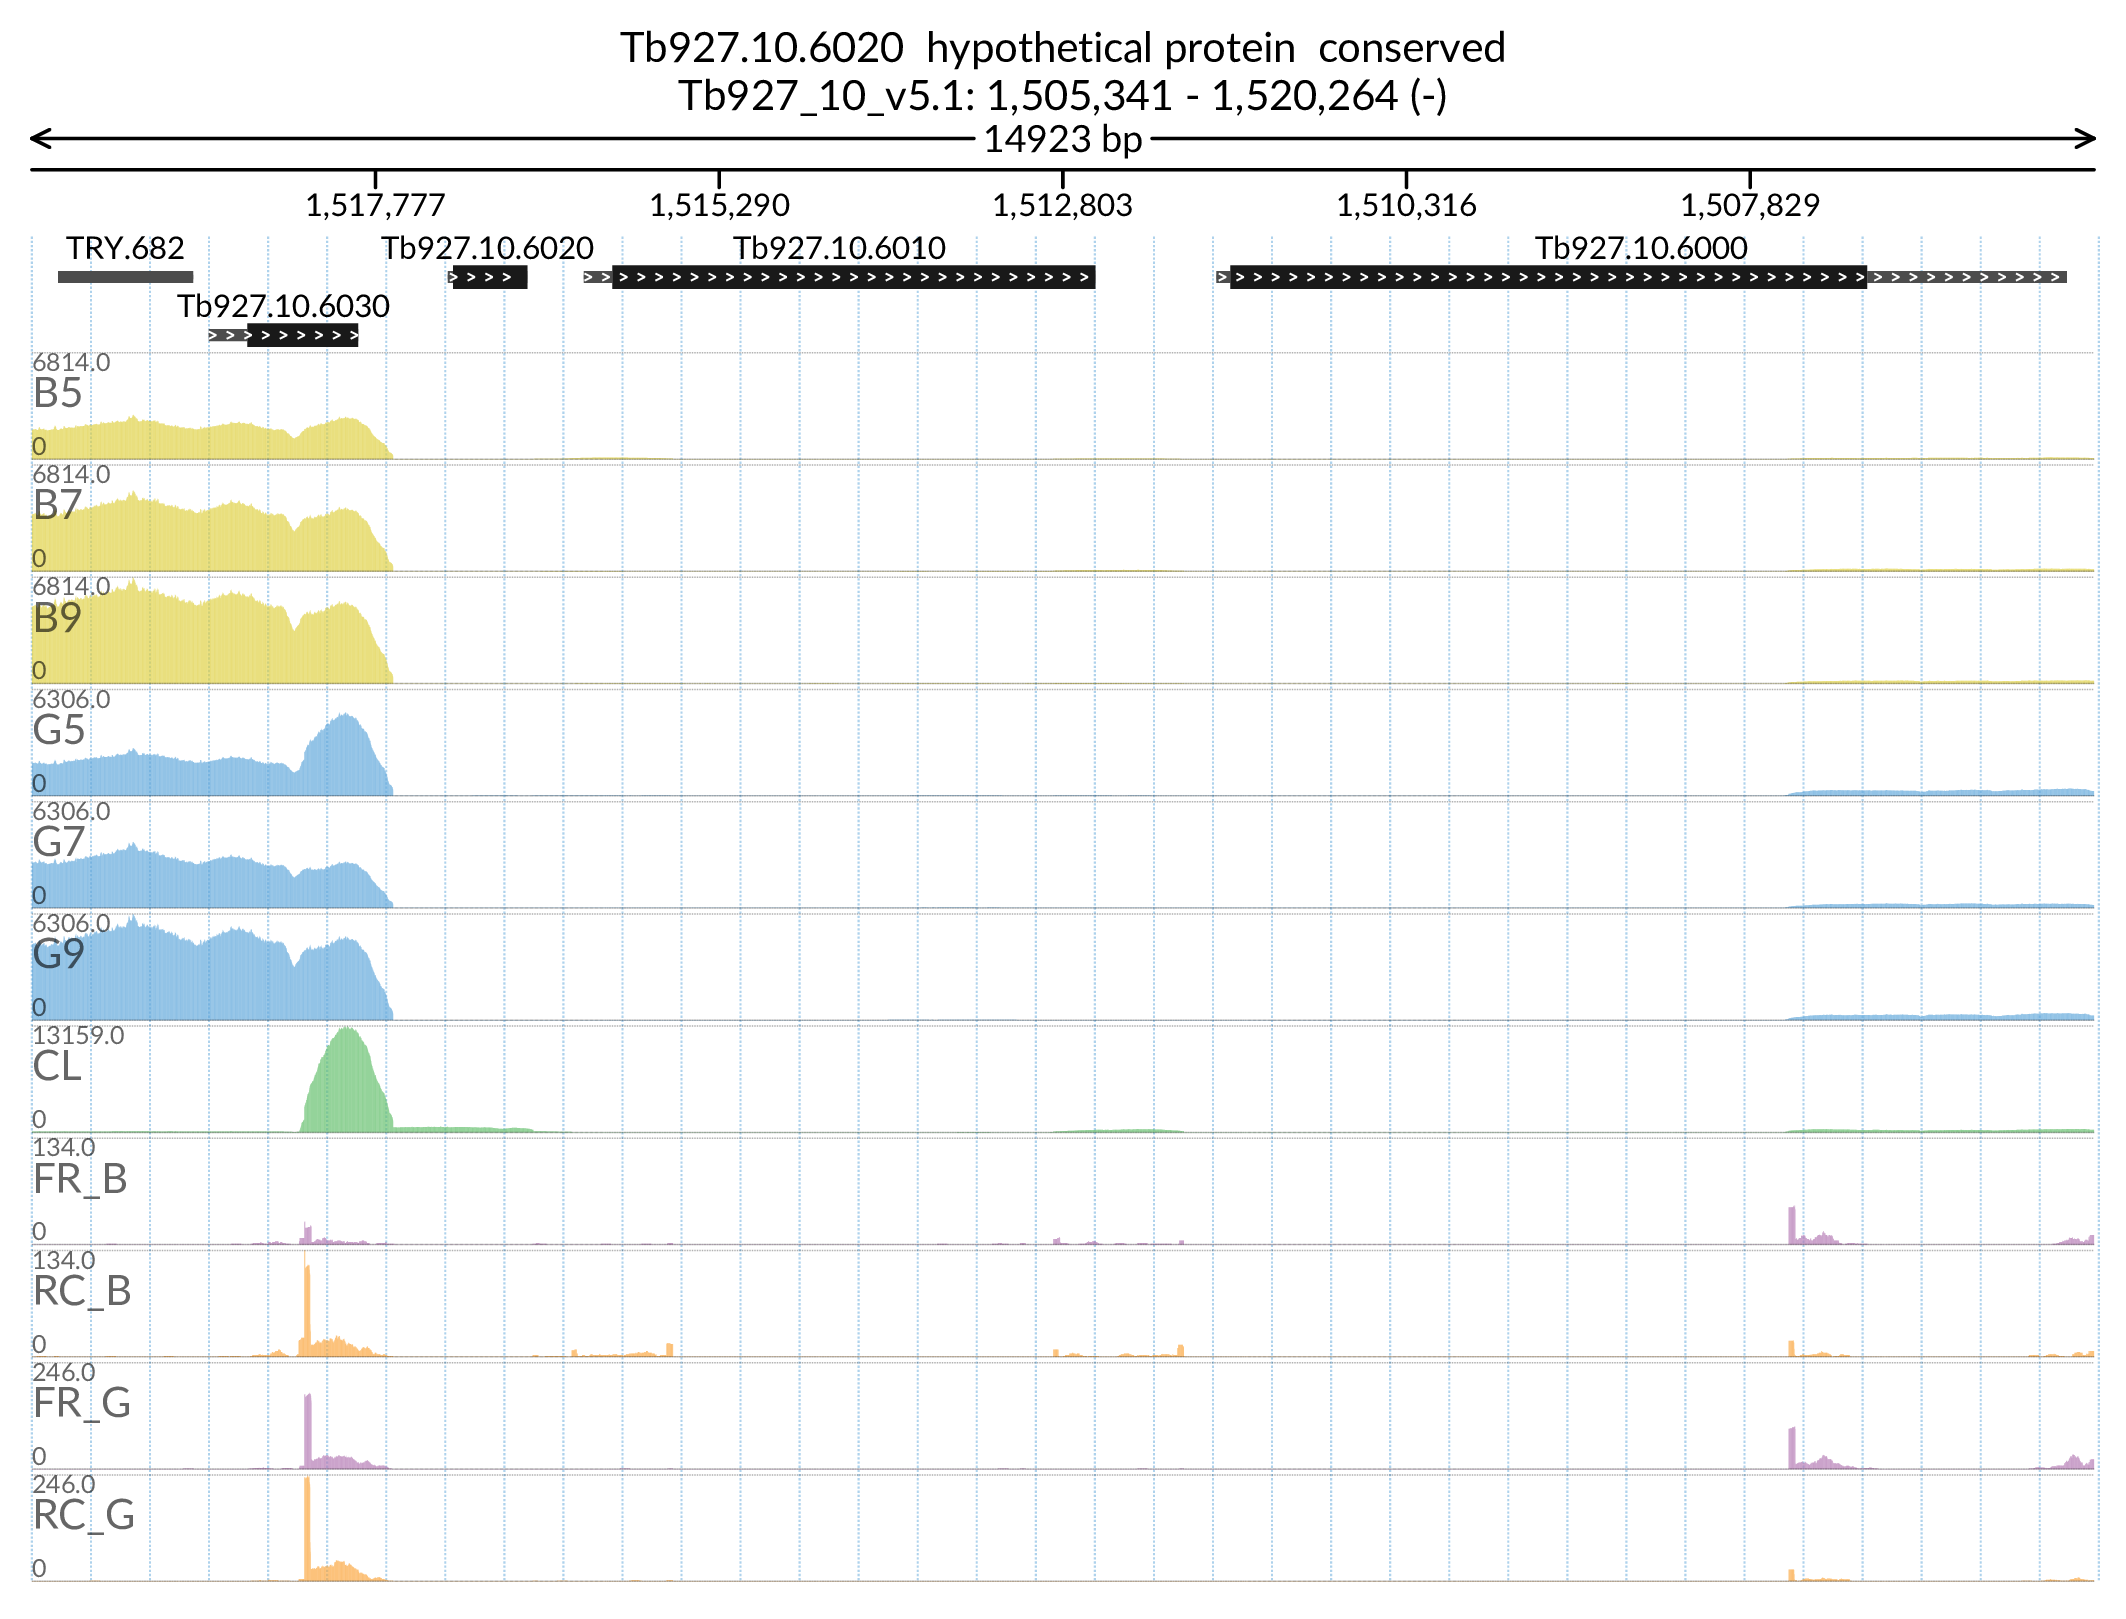 Tb927.10.6020  hypothetical protein  conserved
Tb927_10_v5.1: 1,505,341 - 1,520,264 (-)
14923 bp
1,517,777 1,515,290 1,512,803 1,510,316 1,507,829
TRY.682 Tb927.10.6020 Tb927.10.6010 Tb927.10.6000
Tb927.10.6030
6814.0
B5
0
6814.0
B7
0
6814.0
B9
0
6306.0
G5
0
6306.0
G7
0
6306.0
G9
0
13159.0
CL
0
134.0
FR_B
0
134.0
RC_B
0
246.0
FR_G
0
246.0
RC_G
0